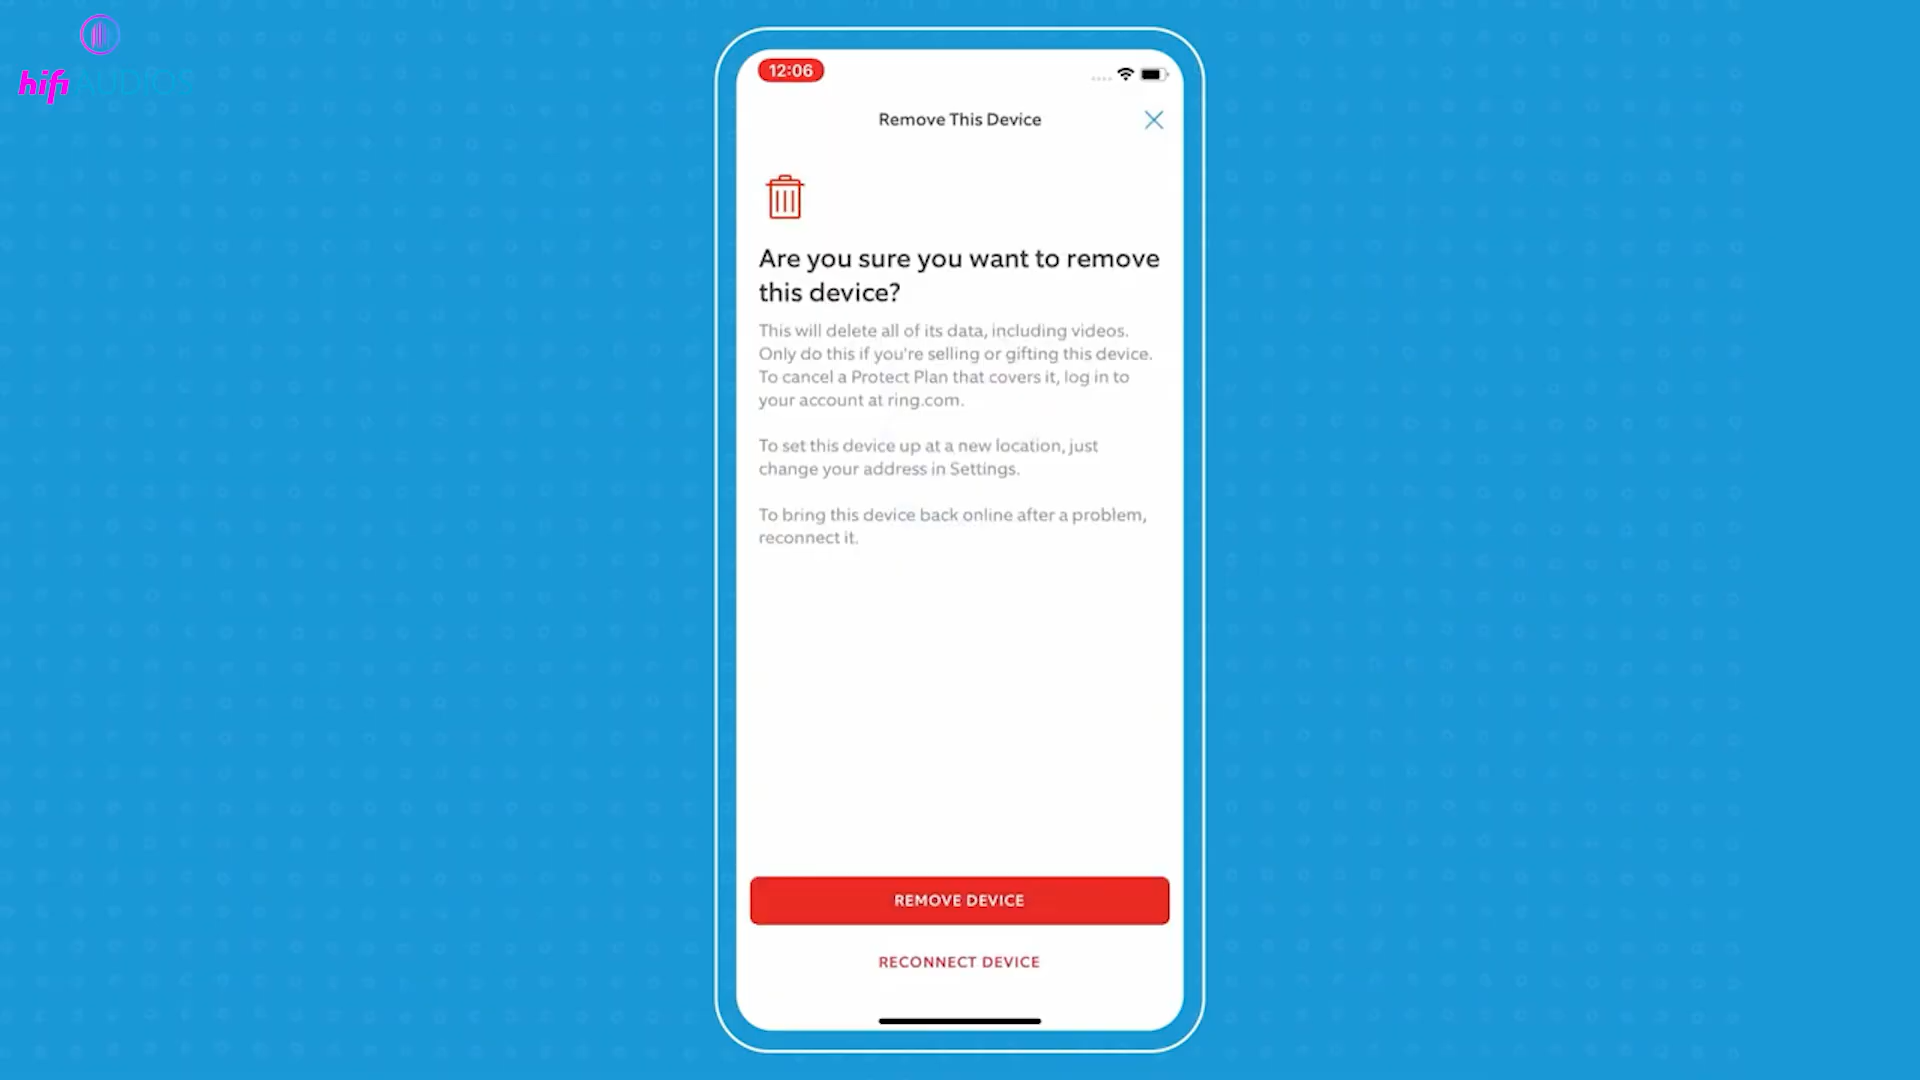 hifi AUDIOS
12:06
Remove This Device
Are you sure you want to remove
this device?
This will delete all of its data, including videos.
Only do this if you're selling or gifting this device.
To cancel a Protect Plan that covers it, log in to
your account at ring.com.
To set this device up at a new location, just
change your address in Settings.
To bring this device back online after a problem,
reconnect it.
REMOVE DEVICE
RECONNECT DEVICE